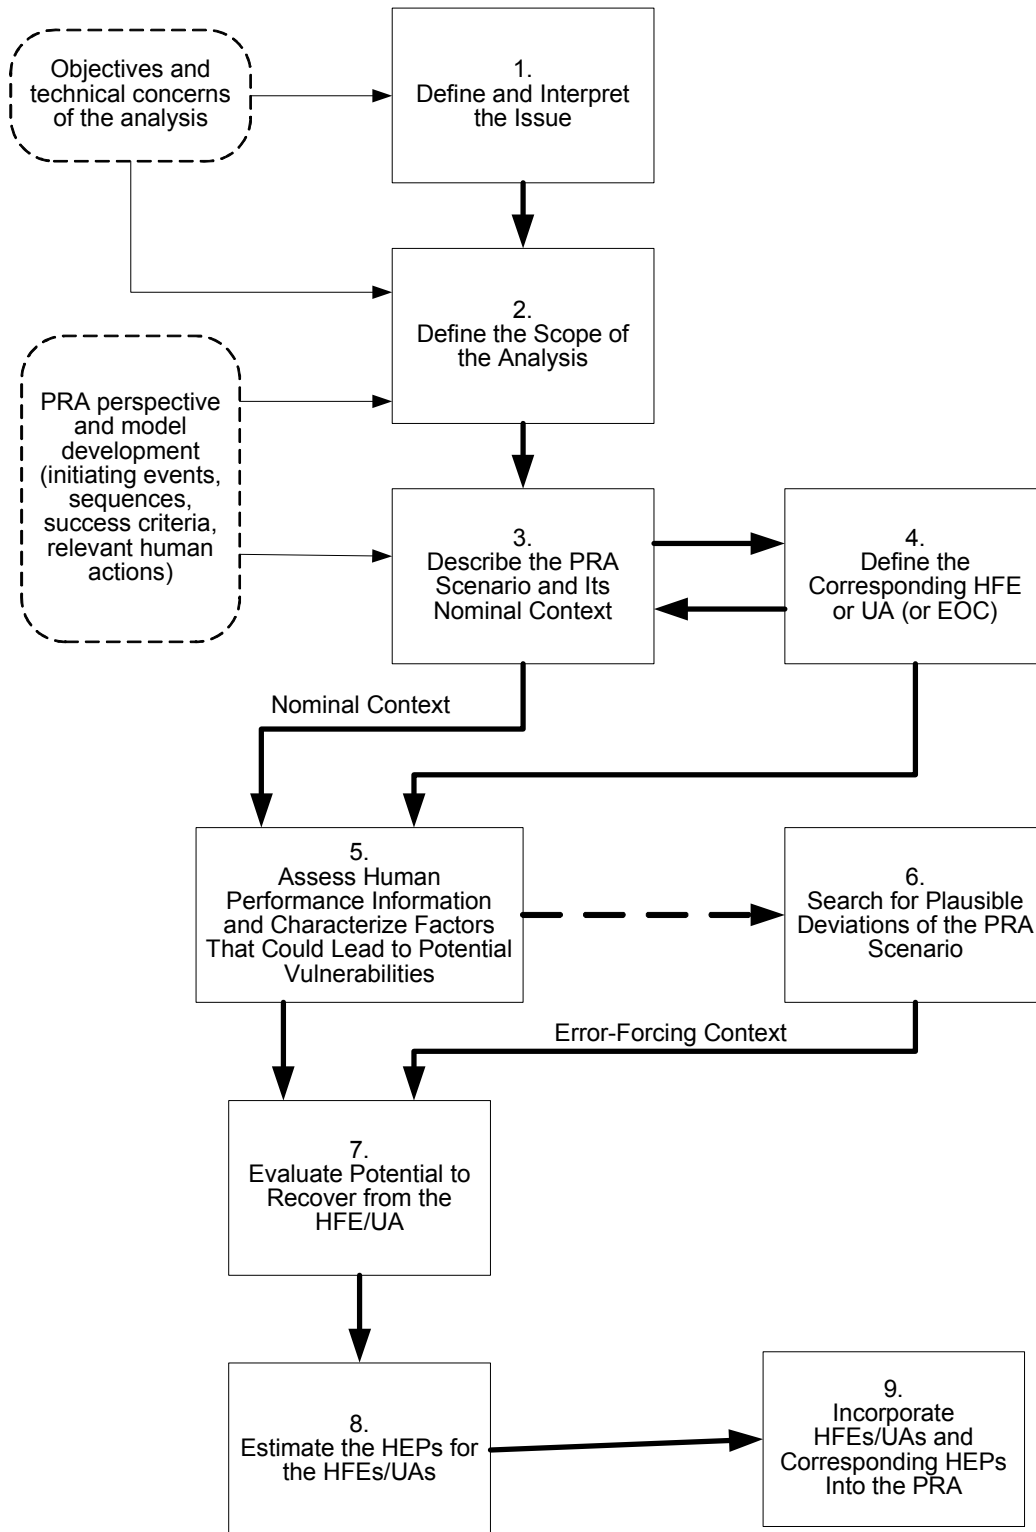 Objectives and
technical concerns
of the analysis
1.
Define and Interpret
the Issue
2.
Define the Scope of
the Analysis
PRA perspective
and model
development
(initiating events,
sequences,
success criteria,
relevant human
actions)
3.
Describe the PRA
Scenario and Its
Nominal Context
4.
Define the
Corresponding HFE
or UA (or EOC)
Nominal Context
5.
Assess Human
Performance Information
and Characterize Factors
That Could Lead to Potential
Vulnerabilities
6.
Search for Plausible
Deviations of the PRA
Scenario
Error-Forcing Context
7.
Evaluate Potential to
Recover from the
HFE/UA
8.
Estimate the HEPs for
the HFEs/UAs
9.
Incorporate
HFEs/UAs and
Corresponding HEPs
Into the PRA